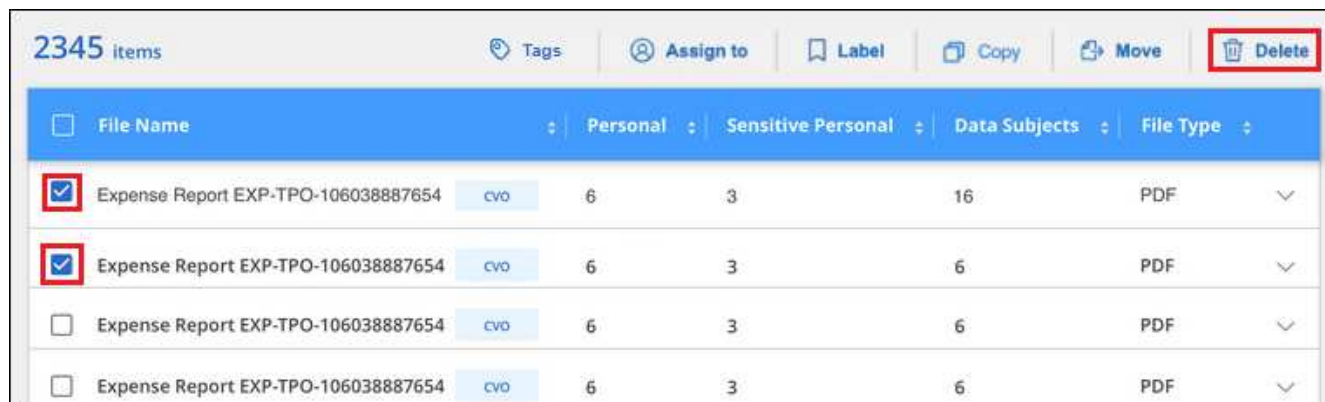 2345 items Tags Assign to Label Copy Move Delete
File Name Personal Sensitive Personal Data Subjects File Type
Expense Report EXP-TPO-106038887654 CVO 6 3 16 PDF
Expense Report EXP-TPO-106038887654 CVO 6 3 6 PDF
Expense Report EXP-TPO-106038887654 CVO 6 3 6 PDF
Expense Report EXP-TPO-106038887654 CVO 6 3 6 PDF